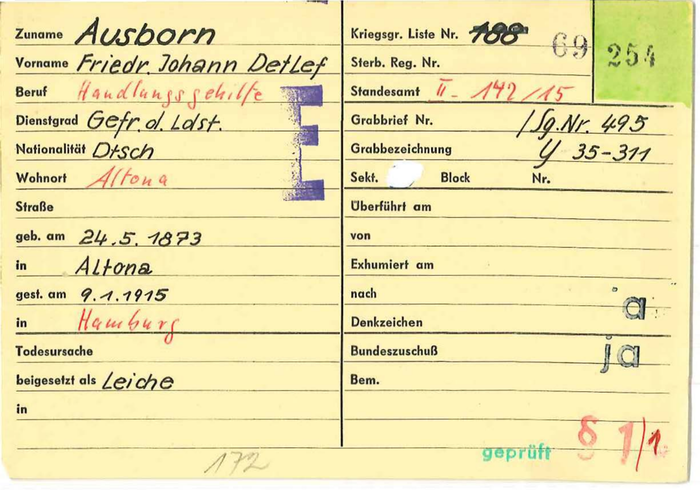 Zuname Ausborn
Vorname Friedr. Johann Detlef
Beruf Handlungsgehilfe
Dienstgrad Gefr. d. Ldst.
Nationalität Dtsch
Wohnort Altona
Straße
geb. am 24.5.1873
in Altona
gest. am 9.1.1915
in Hamburg
Todesursache
beigesetzt als Leiche
in
172
E
Kriegsgr. Liste Nr. 188 69 254
Sterb. Reg. Nr.
Standesamt II - 142/15
Grabbrief Nr. /Sg.Nr. 495
Grabbezeichnung y 35-311
Sekt. Block Nr.
Überführt am
von
Exhumiert am
nach
Denkzeichen ja
Bundeszuschuß ja
Bem.
geprüft § 1/1